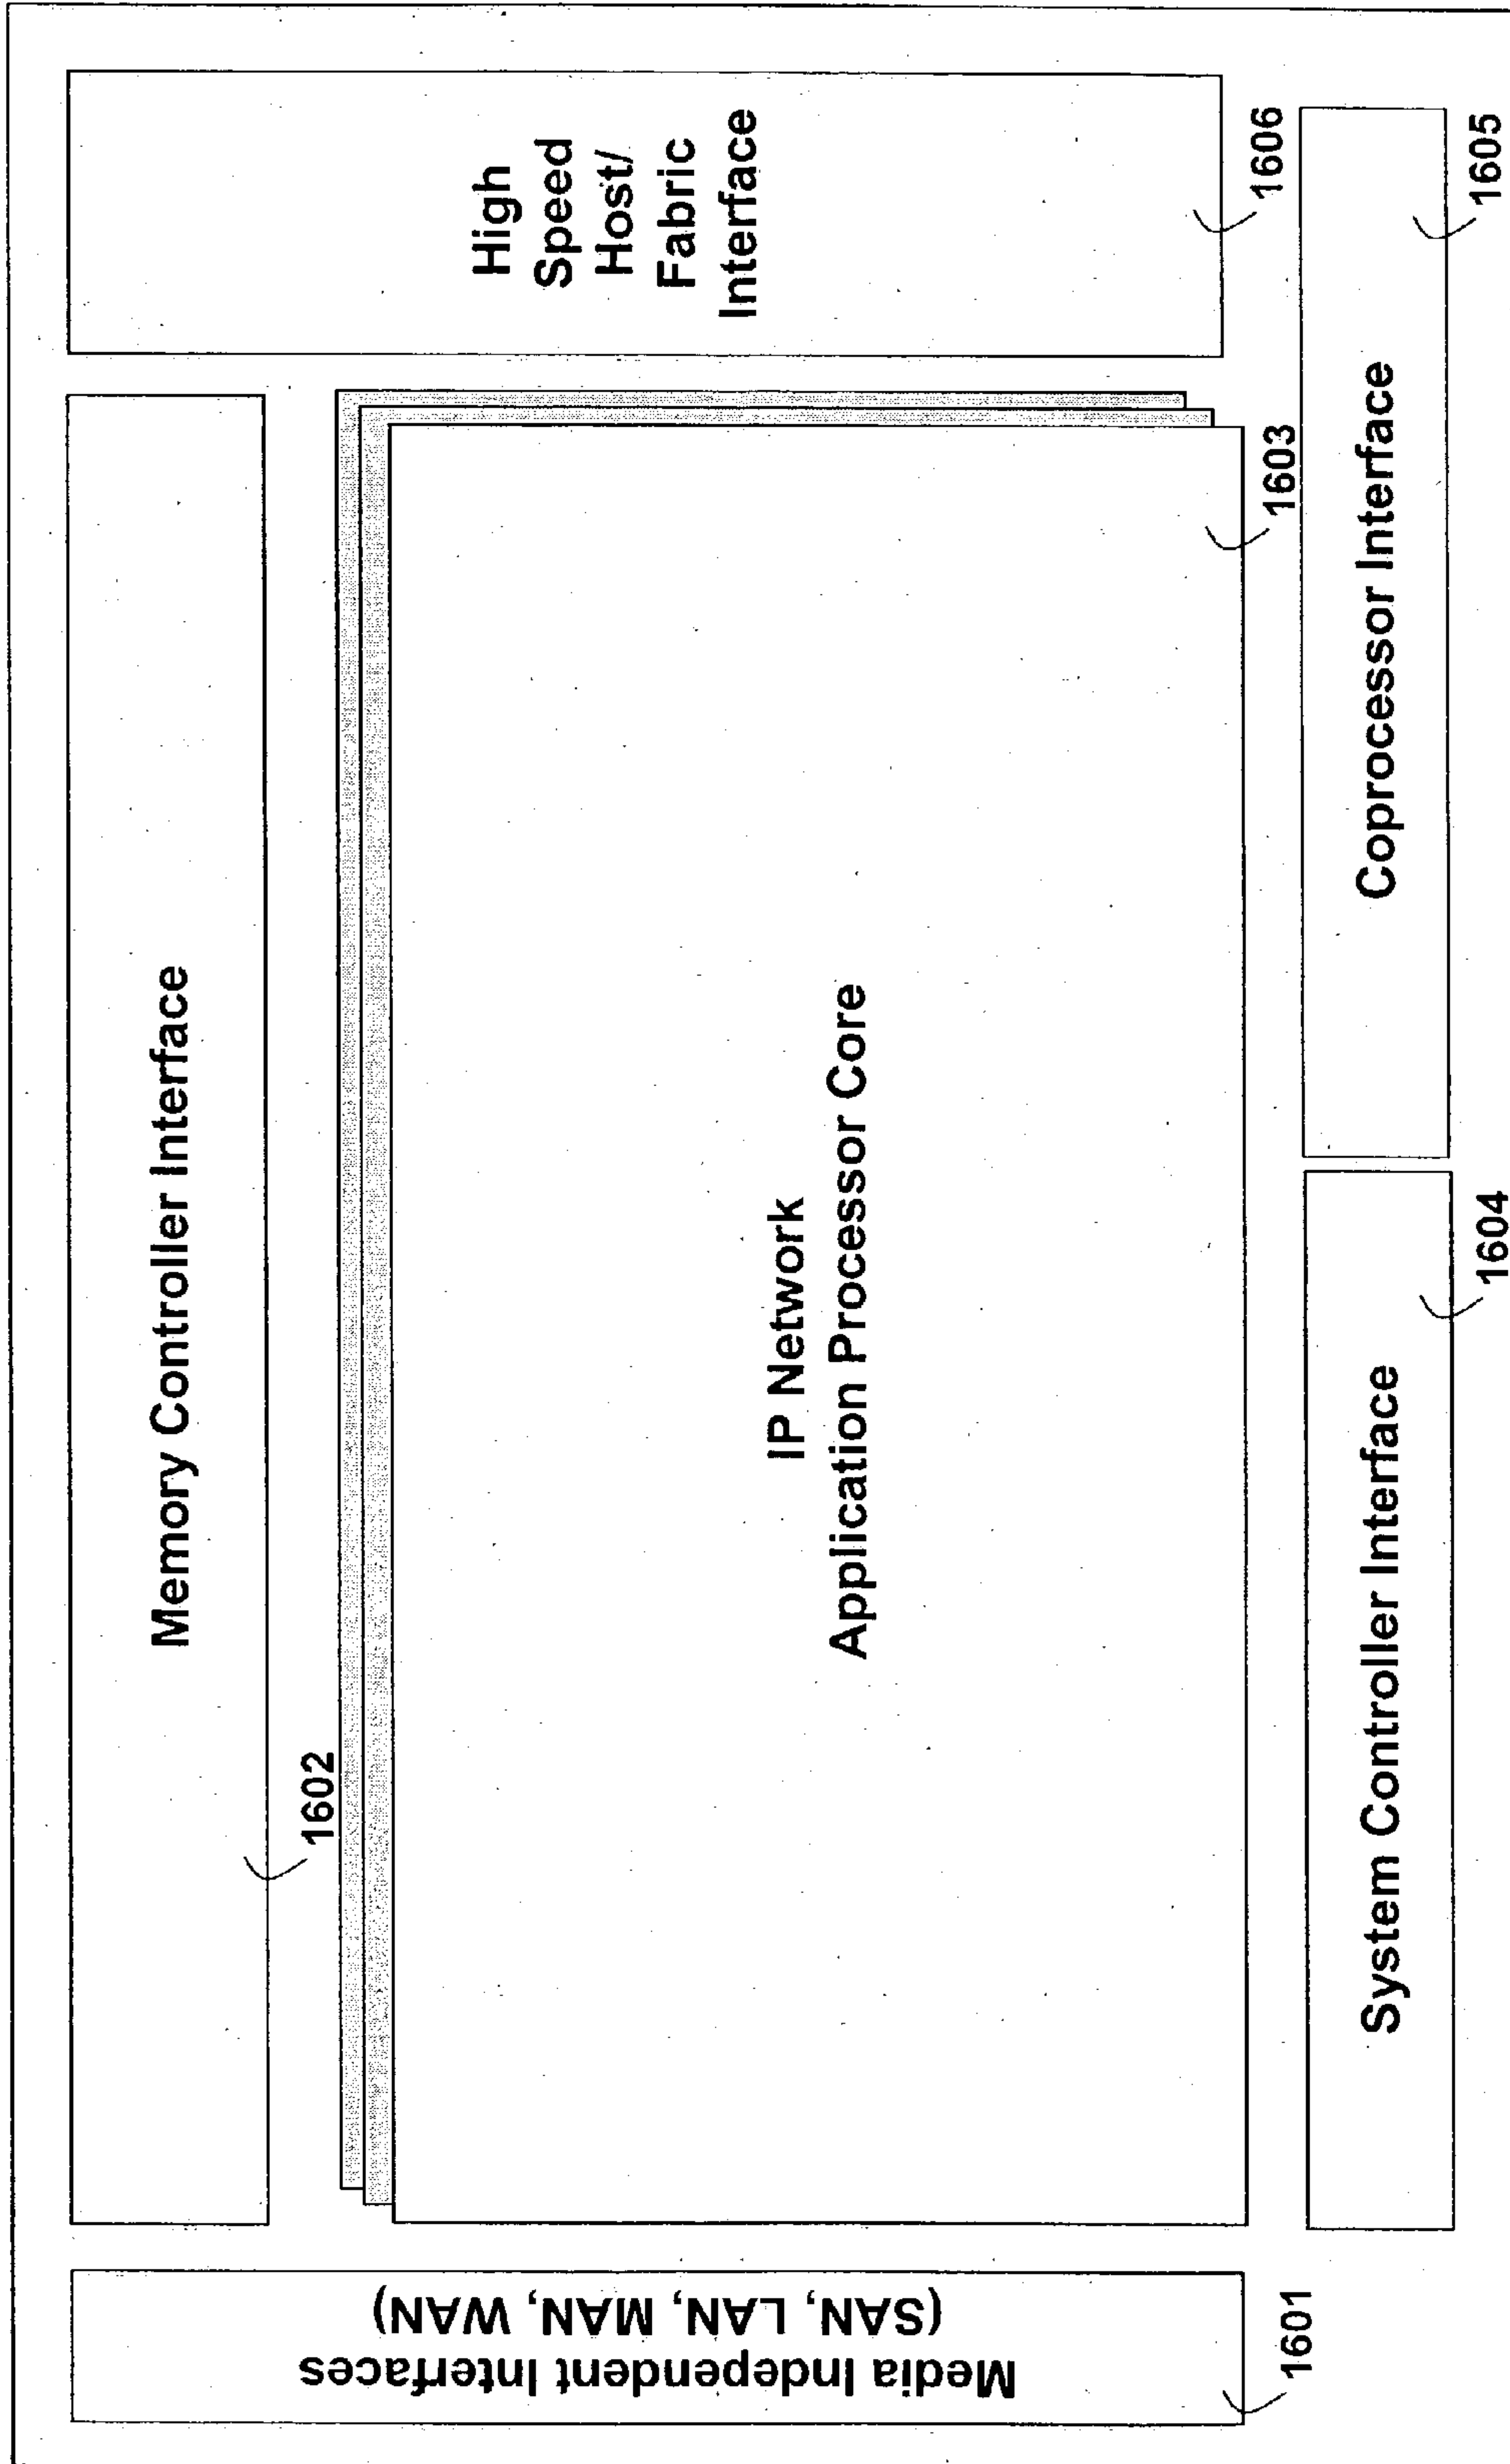 Memory Controller Interface
1602
High
Speed
Host/
Fabric
Interface
1606
IP Network
Application Processor Core
1603
Media Independent Interfaces
(SAN, LAN, MAN, WAN)
1601
System Controller Interface
1604
Coprocessor Interface
1605